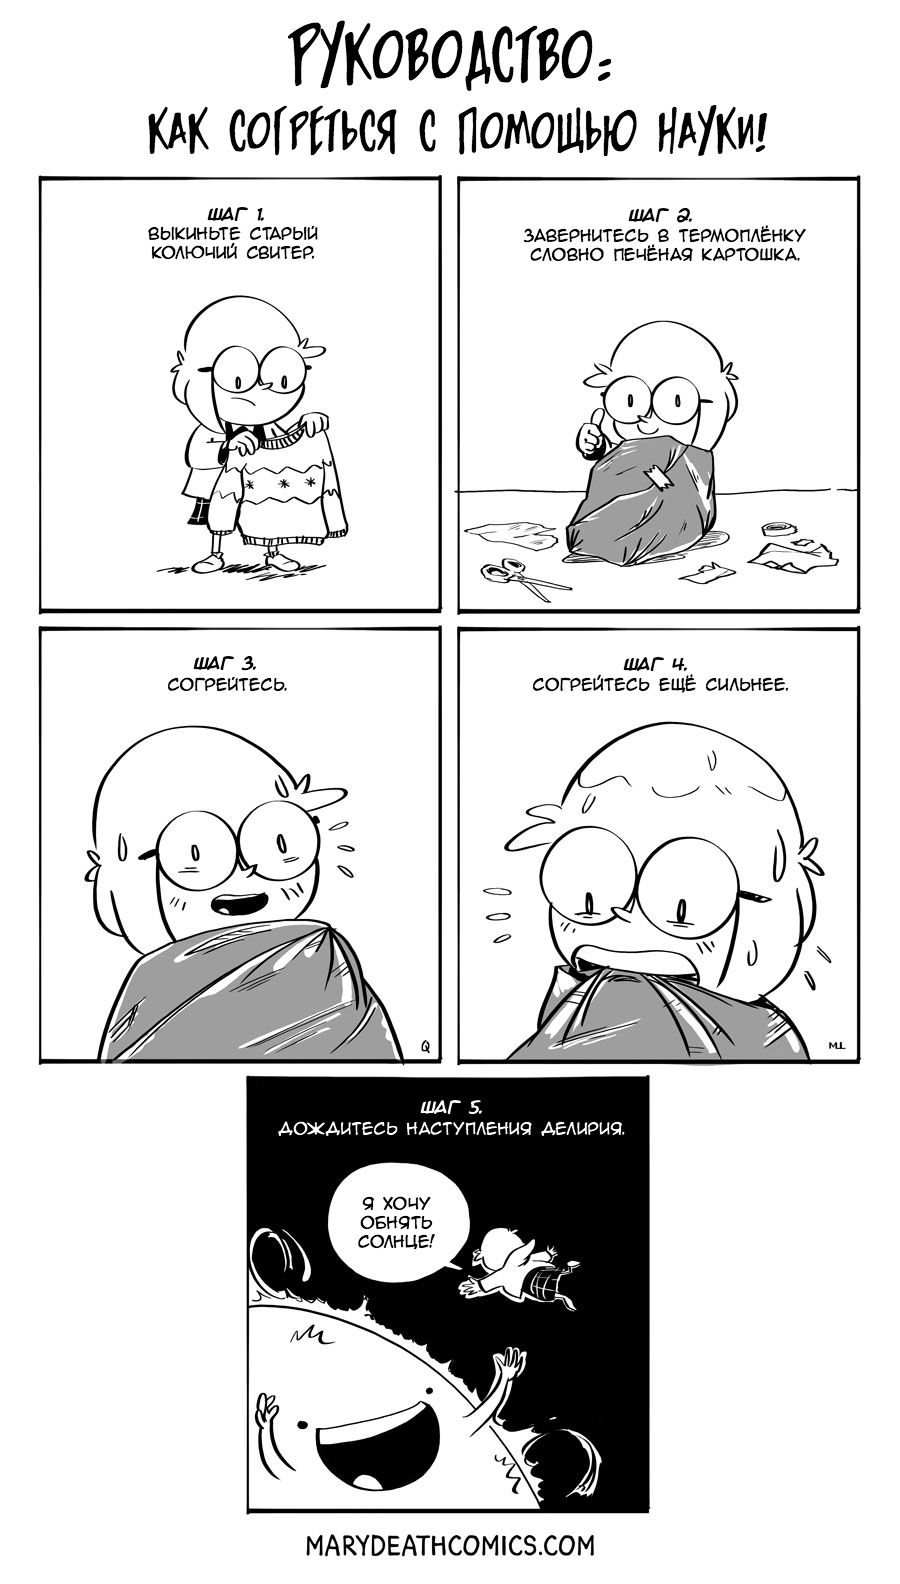 РУКОВОДСТВО:
КАК СОГРЕТЬСЯ С ПОМОЩЬЮ НАУКИ!
ШАГ 1.
ВЫКИНЬТЕ СТАРЫЙ
КОЛЮЧИЙ СВИТЕР.
ШАГ 2.
ЗАВЕРНИТЕСЬ В ТЕРМОПЛЁНКУ
СЛОВНО ПЕЧЁНАЯ КАРТОШКА.
ШАГ 3.
СОГРЕЙТЕСЬ.
Q
ШАГ 4.
СОГРЕЙТЕСЬ ЕЩЁ СИЛЬНЕЕ.
ШАГ 5.
ДОЖДИТЕСЬ НАСТУПЛЕНИЯ ДЕЛИРИЯ.
Я ХОЧУ
ОБНЯТЬ
СОЛНЦЕ!
MARYDEATHCOMICS.COM